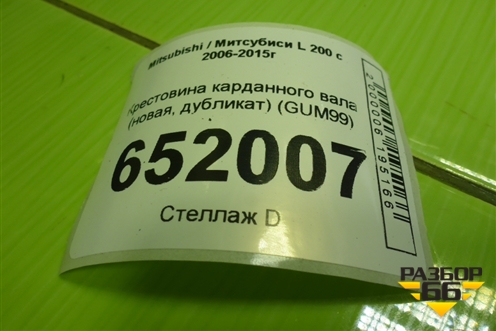 Mitsubishi / Митсубиси L 200 с
2006-2015г
Крестовина карданного вала
(новая, дубликат) (GUM99)
652007
Стеллаж D
2000006195166
РАЗБОР
66